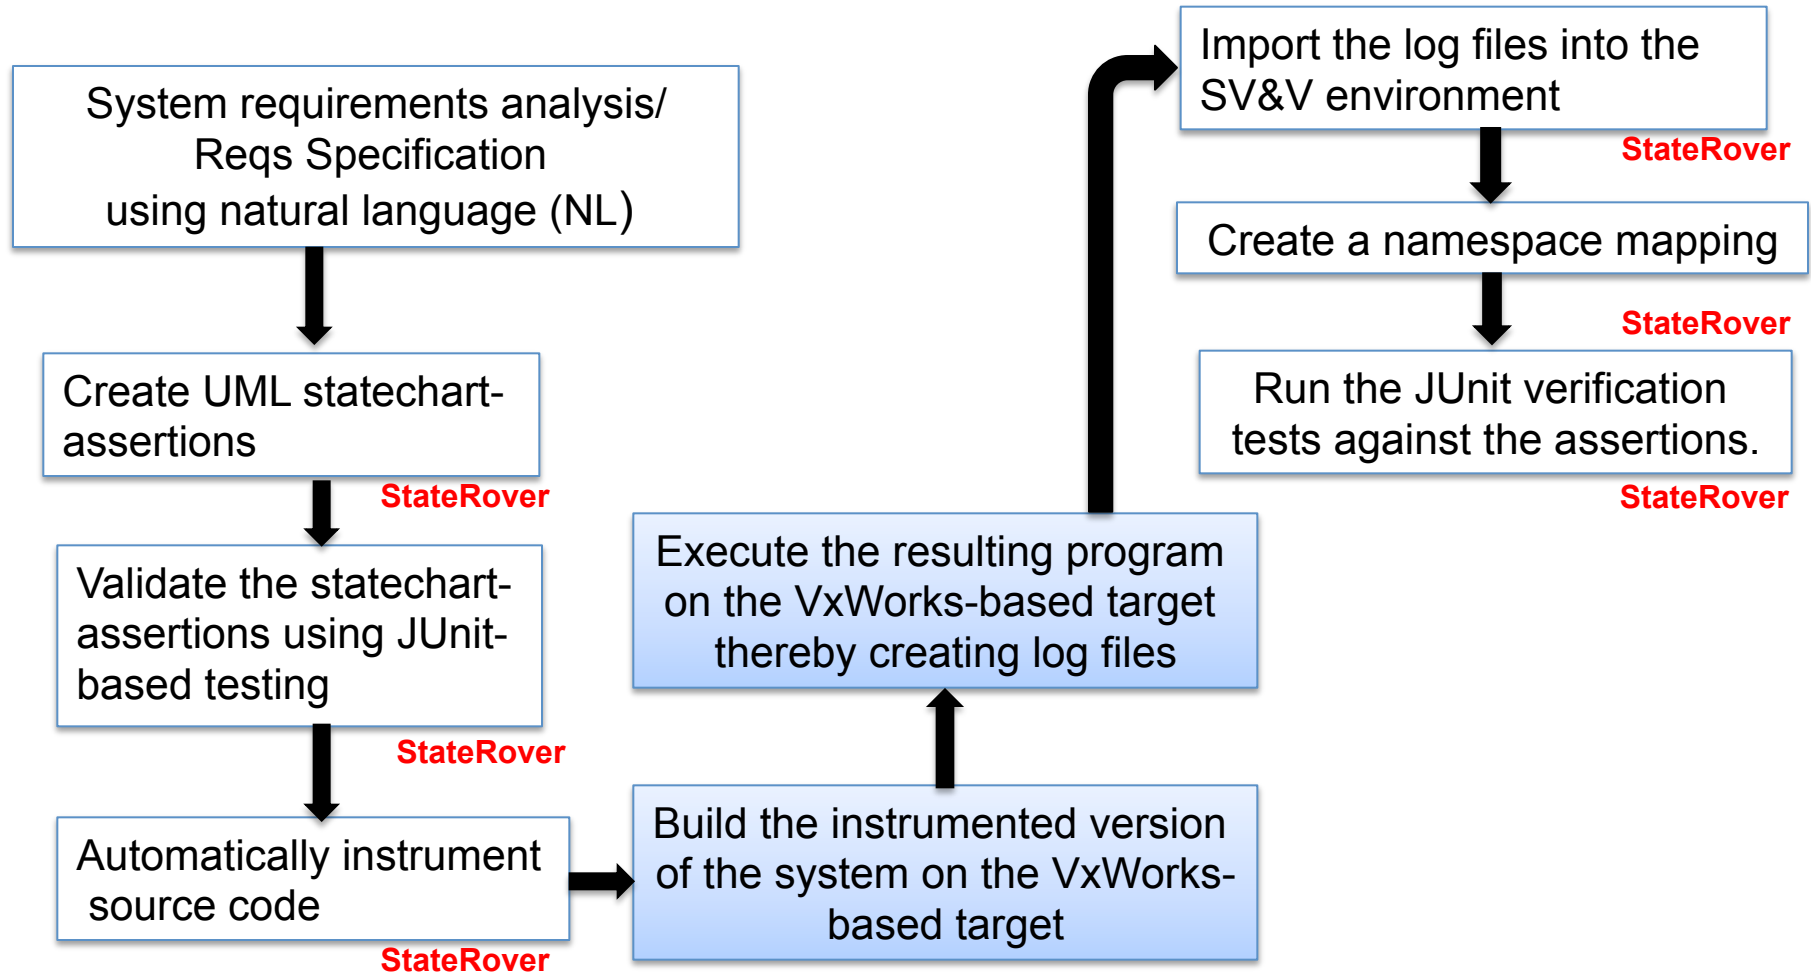 System requirements analysis/
Reqs Specification
using natural language (NL)
Create UML statechart-
assertions
StateRover
Validate the statechart-
assertions using JUnit-
based testing
StateRover
Automatically instrument
source code
StateRover
Build the instrumented version
of the system on the VxWorks-
based target
Execute the resulting program
on the VxWorks-based target
thereby creating log files
Import the log files into the
SV&V environment
StateRover
Create a namespace mapping
StateRover
Run the JUnit verification
tests against the assertions.
StateRover